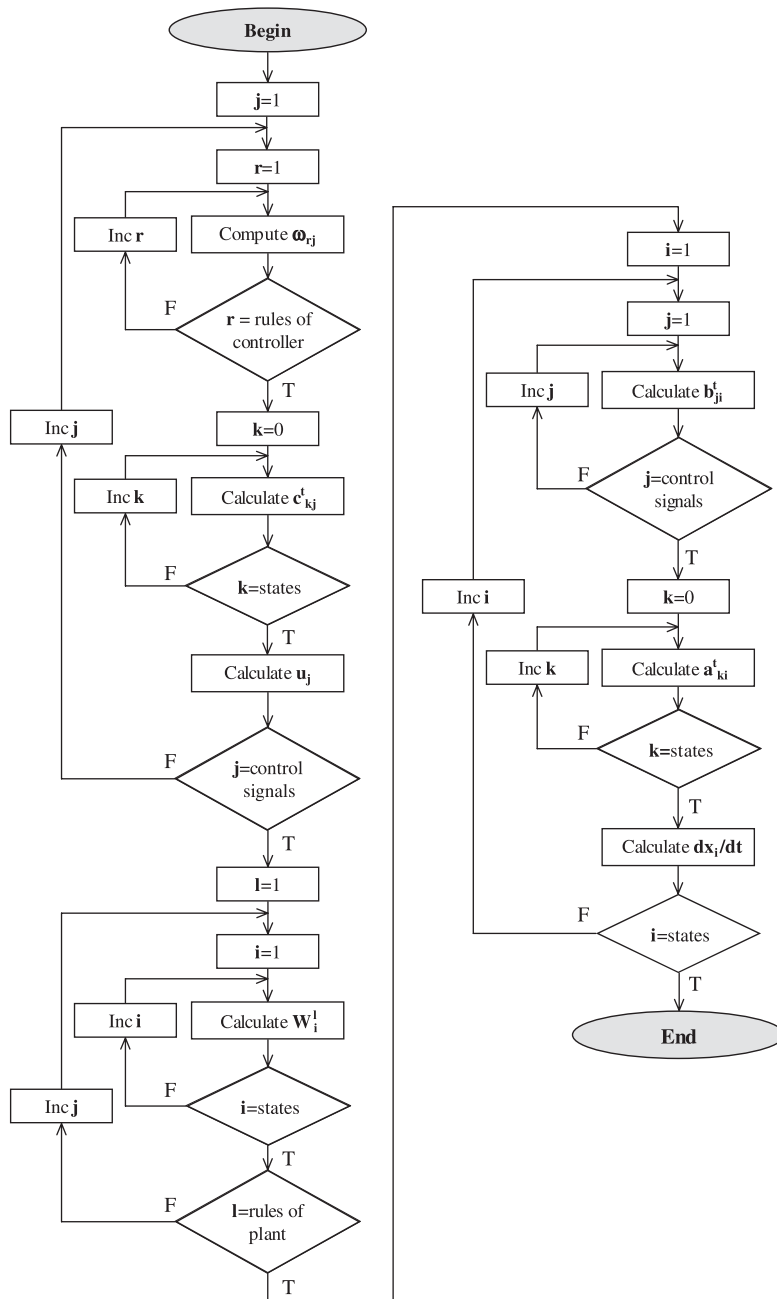 Begin
j=1
r=1
Inc r
Compute ωrj
F
r = rules of
controller
T
Inc j
k=0
Inc k
Calculate c^t_kj
F
k=states
T
Calculate u_j
F
j=control
signals
T
l=1
i=1
Inc i
Calculate W^l_i
F
i=states
Inc j
T
F
l=rules of
plant
T
i=1
j=1
Inc j
Calculate b^t_ji
F
j=control
signals
T
Inc i
k=0
Inc k
Calculate a^t_ki
F
k=states
T
Calculate dx_i/dt
F
i=states
T
End